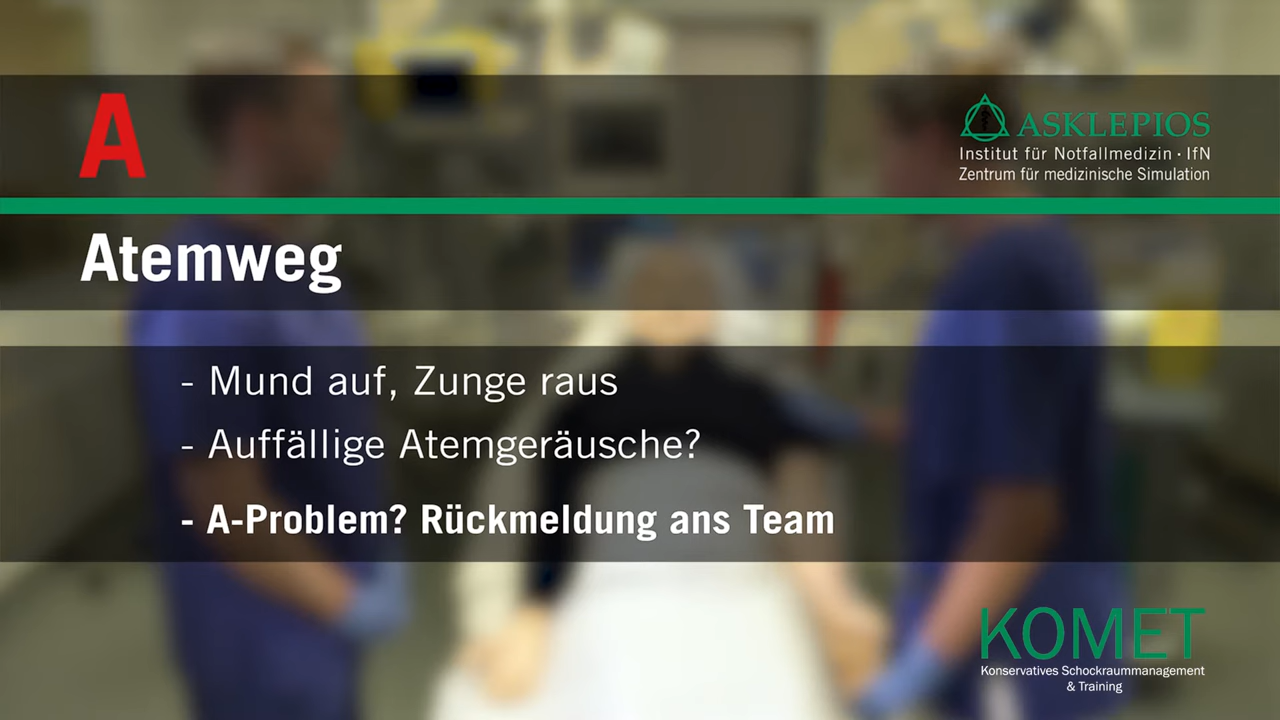 A
ASKLEPIOS
Institut für Notfallmedizin · IfN
Zentrum für medizinische Simulation
Atemweg
- Mund auf, Zunge raus
- Auffällige Atemgeräusche?
- A-Problem? Rückmeldung ans Team
KOMET
Konservatives Schockraummanagement
& Training